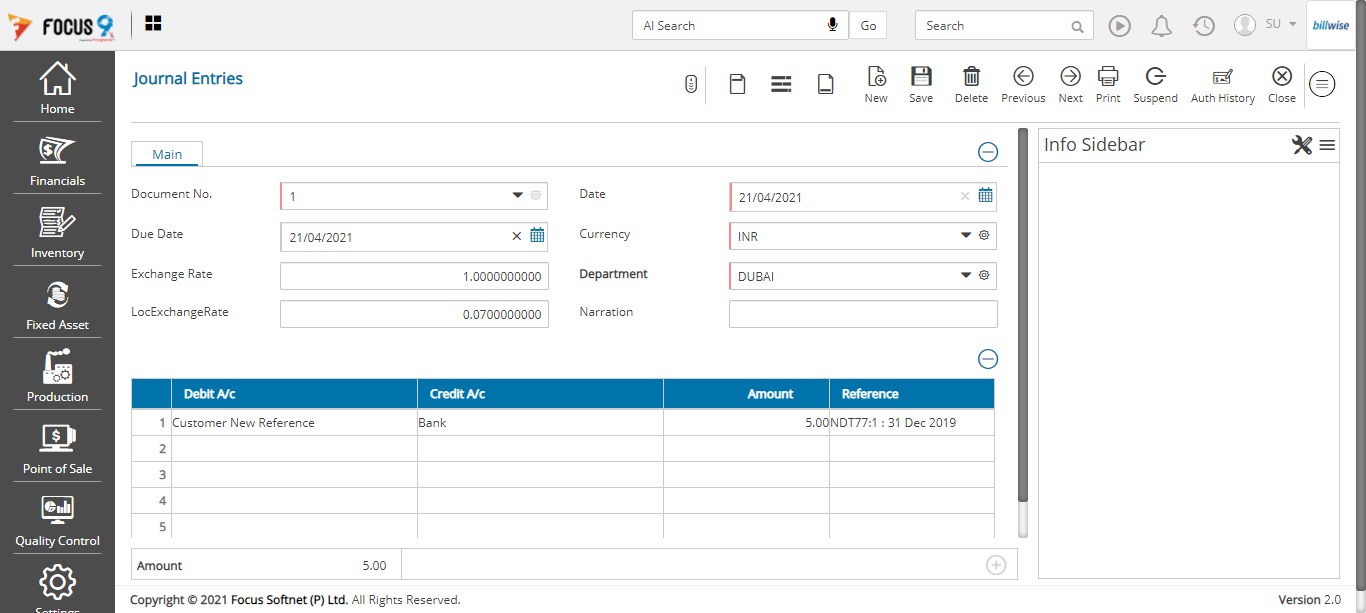 FOCUS 9
AI Search
Go
Search
SU
billwise
Home
Financials
Inventory
Fixed Asset
Production
Point of Sale
Quality Control
Settings
Journal Entries
New
Save
Delete
Previous
Next
Print
Suspend
Auth History
Close
Main
Document No. 1
Date 21/04/2021
Due Date 21/04/2021
Currency INR
Exchange Rate 1.0000000000
Department DUBAI
LocExchangeRate 0.0700000000
Narration
Debit A/c Credit A/c Amount Reference
1 Customer New Reference Bank 5.00 NDT77:1 : 31 Dec 2019
2
3
4
5
Amount 5.00
Info Sidebar
Copyright © 2021 Focus Softnet (P) Ltd. All Rights Reserved.
Version 2.0